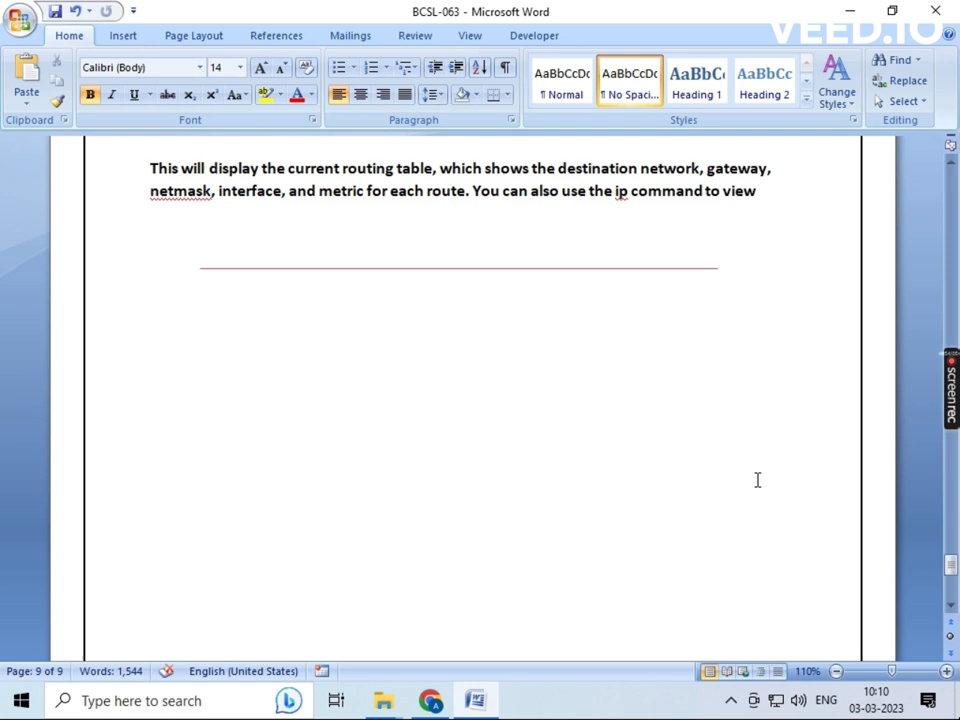 BCSL-063 - Microsoft Word
VEED.IO
Home Insert Page Layout References Mailings Review View Developer
Calibri (Body) 14
Paste
Clipboard
Font
Paragraph
AaBbCcDc AaBbCcDc AaBbC AaBbCc
¶ Normal ¶ No Spaci... Heading 1 Heading 2
Change Styles
Styles
Find
Replace
Select
Editing
This will display the current routing table, which shows the destination network, gateway,
netmask, interface, and metric for each route. You can also use the ip command to view
screenrec
Page: 9 of 9 Words: 1,544 English (United States) 110%
Type here to search
ENG
10:10
03-03-2023